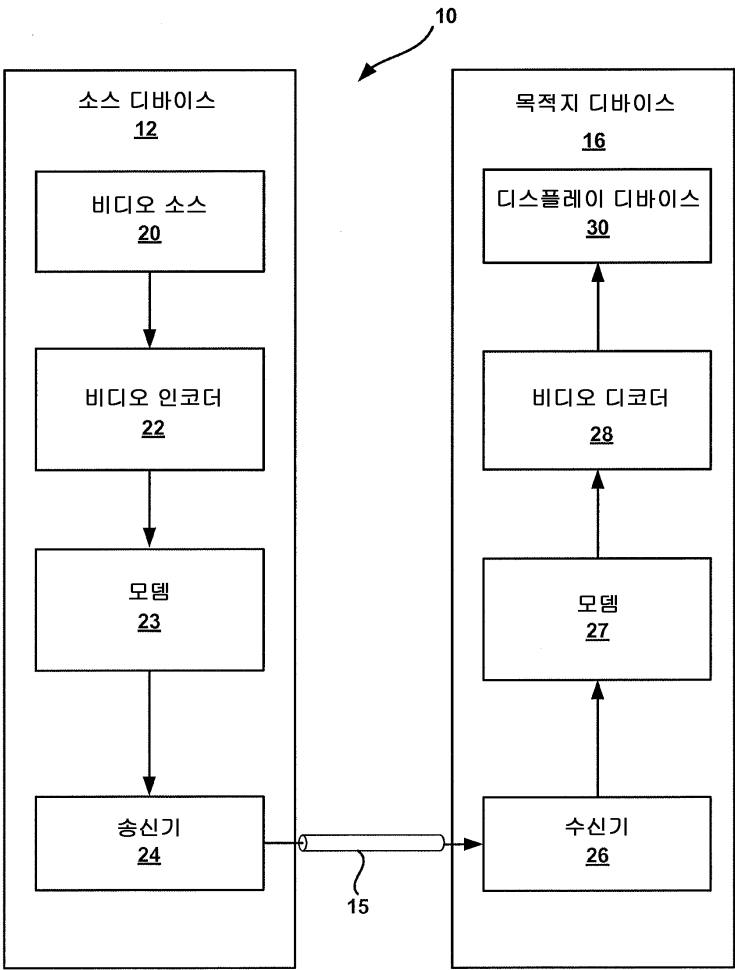 10
소스 디바이스
12
비디오 소스
20
비디오 인코더
22
모뎀
23
송신기
24
15
목적지 디바이스
16
디스플레이 디바이스
30
비디오 디코더
28
모뎀
27
수신기
26